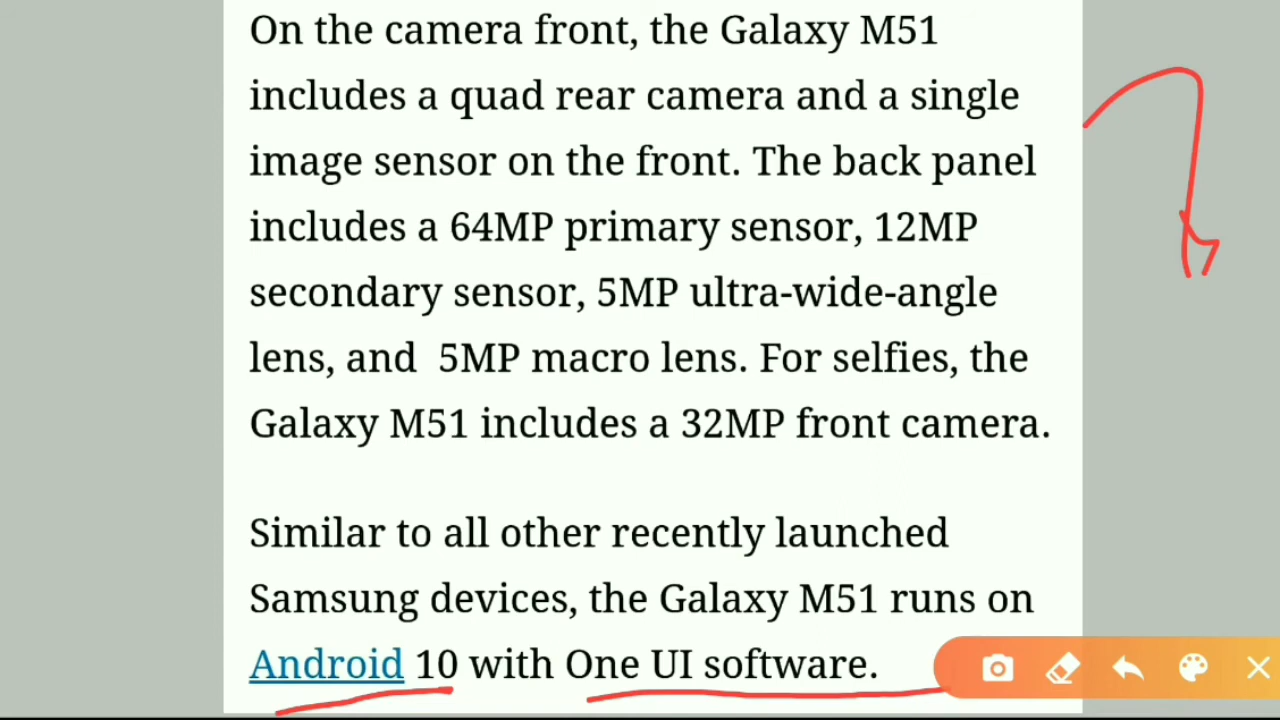 On the camera front, the Galaxy M51
includes a quad rear camera and a single
image sensor on the front. The back panel
includes a 64MP primary sensor, 12MP
secondary sensor, 5MP ultra-wide-angle
lens, and 5MP macro lens. For selfies, the
Galaxy M51 includes a 32MP front camera.
Similar to all other recently launched
Samsung devices, the Galaxy M51 runs on
Android 10 with One UI software.